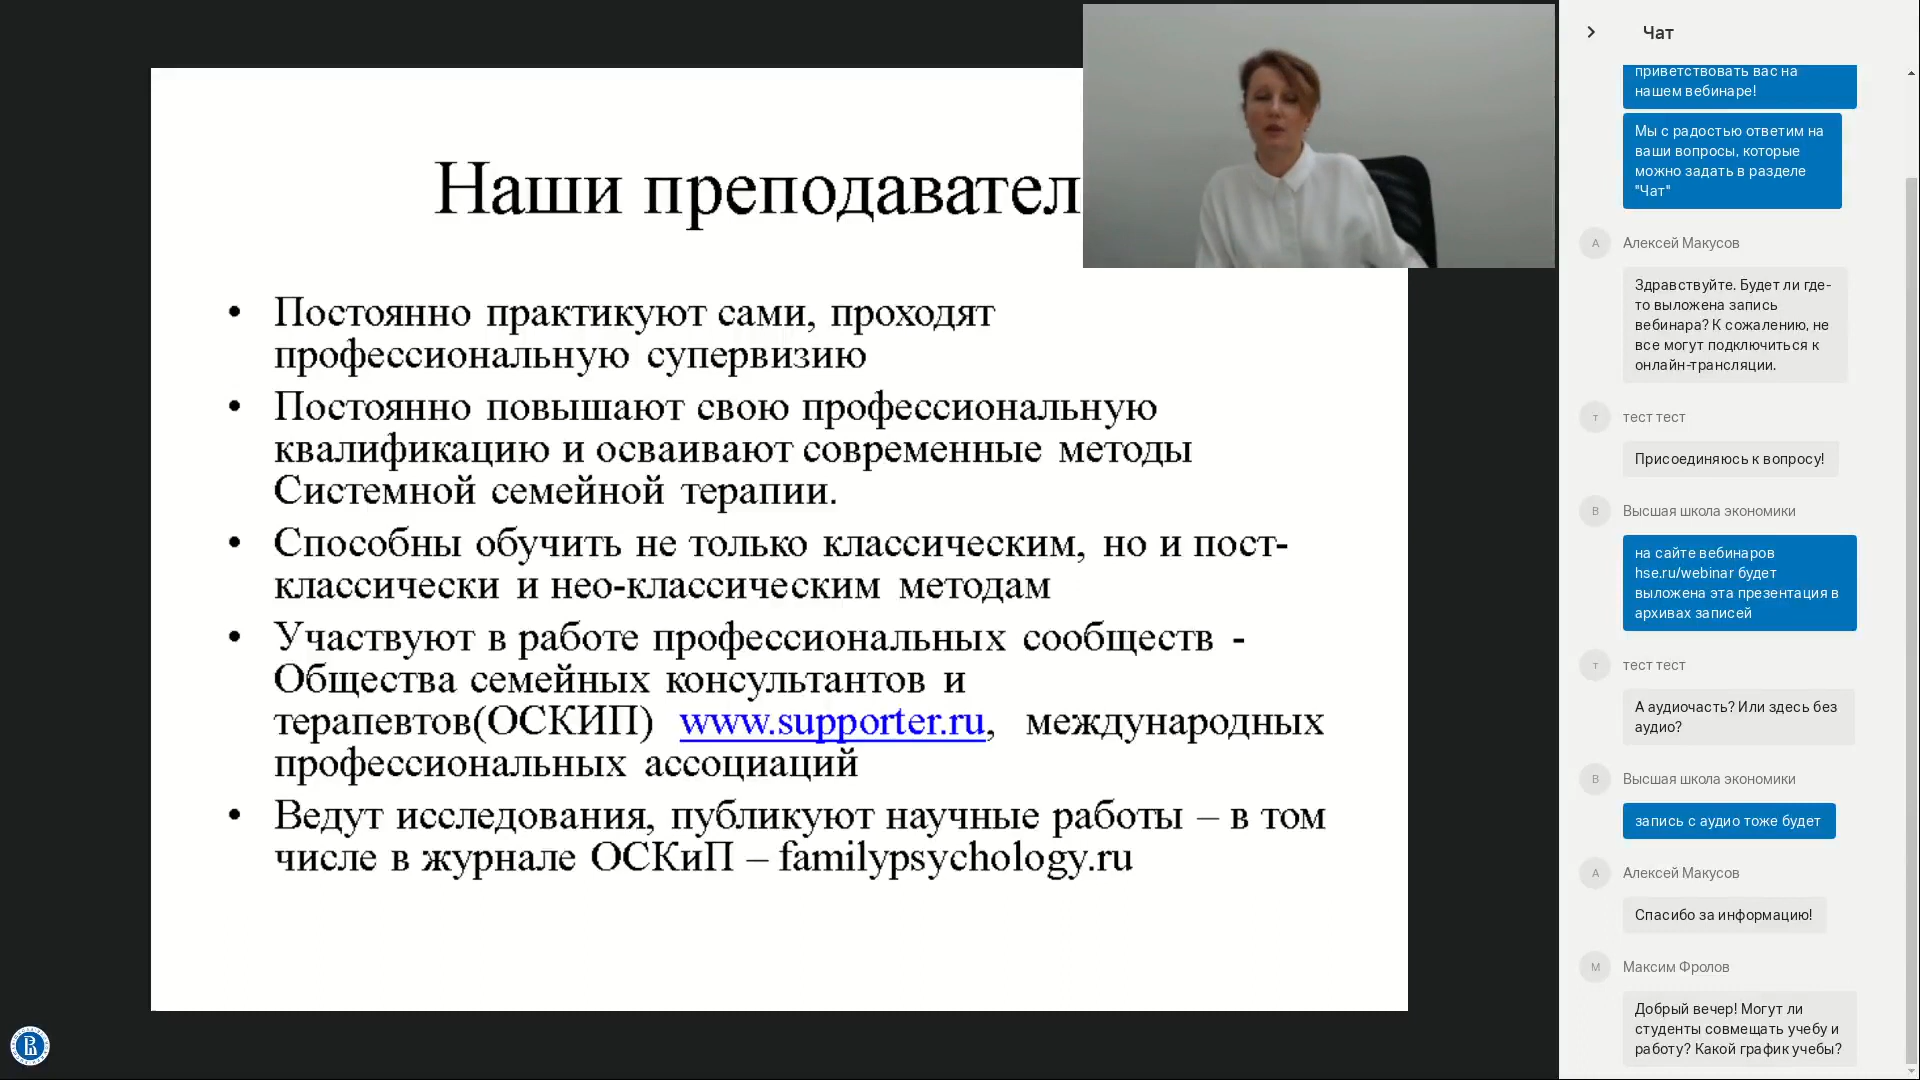 Наши преподавател
Постоянно практикуют сами, проходят
профессиональную супервизию
Постоянно повышают свою профессиональную
квалификацию и осваивают современные методы
Системной семейной терапии.
Способны обучить не только классическим, но и пост-
классически и нео-классическим методам
Участвуют в работе профессиональных сообществ -
Общества семейных консультантов и
терапевтов(ОСКИП) www.supporter.ru, международных
профессиональных ассоциаций
Ведут исследования, публикуют научные работы – в том
числе в журнале ОСКиП – familypsychology.ru
Чат
приветствовать вас на
нашем вебинаре!
Мы с радостью ответим на
ваши вопросы, которые
можно задать в разделе
"Чат"
А
Алексей Макусов
Здравствуйте. Будет ли где-
то выложена запись
вебинара? К сожалению, не
все могут подключиться к
онлайн-трансляции.
т
тест тест
Присоединяюсь к вопросу!
В
Высшая школа экономики
на сайте вебинаров
hse.ru/webinar будет
выложена эта презентация в
архивах записей
т
тест тест
А аудиочасть? Или здесь без
аудио?
В
Высшая школа экономики
запись с аудио тоже будет
А
Алексей Макусов
Спасибо за информацию!
М
Максим Фролов
Добрый вечер! Могут ли
студенты совмещать учебу и
работу? Какой график учебы?